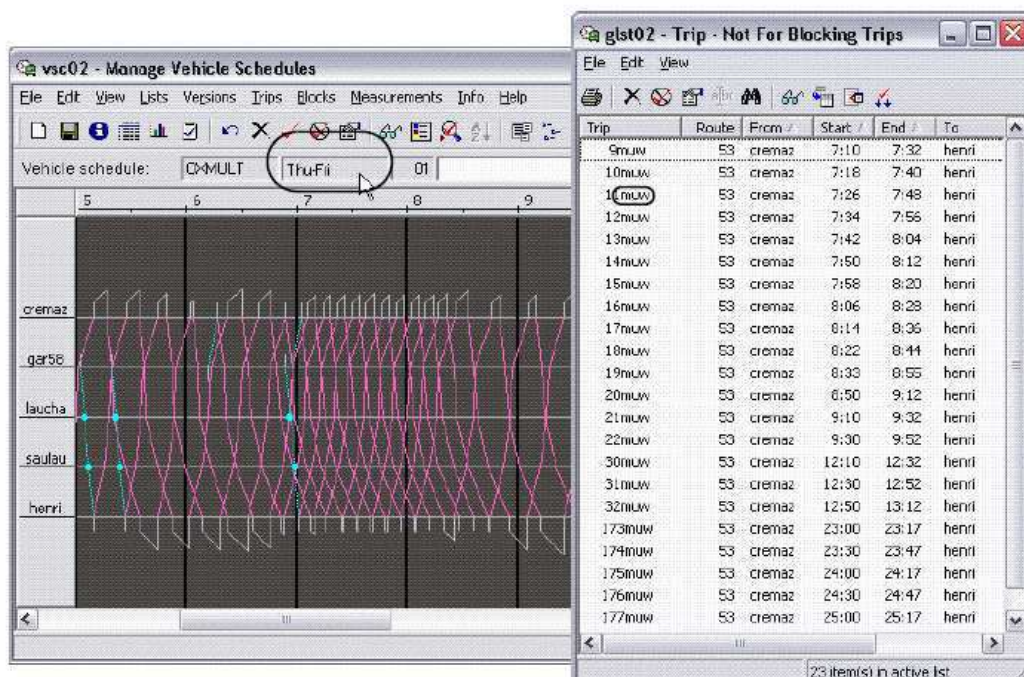 vsc02 - Manage Vehicle Schedules
File Edit View Lists Versions Trips Blocks Measurements Info Help
Vehicle schedule: CXMULT Thu-Fri 01
5 6 7 8 9
cremaz
gar58
laucha
saulau
henri
glst02 - Trip - Not For Blocking Trips
File Edit View
Trip Route From Start End To
9muw 53 cremaz 7:10 7:32 henri
10muw 53 cremaz 7:18 7:40 henri
11muw 53 cremaz 7:26 7:48 henri
12muw 53 cremaz 7:34 7:56 henri
13muw 53 cremaz 7:42 8:04 henri
14muw 53 cremaz 7:50 8:12 henri
15muw 53 cremaz 7:58 8:20 henri
16muw 53 cremaz 8:06 8:28 henri
17muw 53 cremaz 8:14 8:36 henri
18muw 53 cremaz 8:22 8:44 henri
19muw 53 cremaz 8:33 8:55 henri
20muw 53 cremaz 8:50 9:12 henri
21muw 53 cremaz 9:10 9:32 henri
22muw 53 cremaz 9:30 9:52 henri
30muw 53 cremaz 12:10 12:32 henri
31muw 53 cremaz 12:30 12:52 henri
32muw 53 cremaz 12:50 13:12 henri
173muw 53 cremaz 23:00 23:17 henri
174muw 53 cremaz 23:30 23:47 henri
175muw 53 cremaz 24:00 24:17 henri
176muw 53 cremaz 24:30 24:47 henri
177muw 53 cremaz 25:00 25:17 henri
23 item(s) in active list